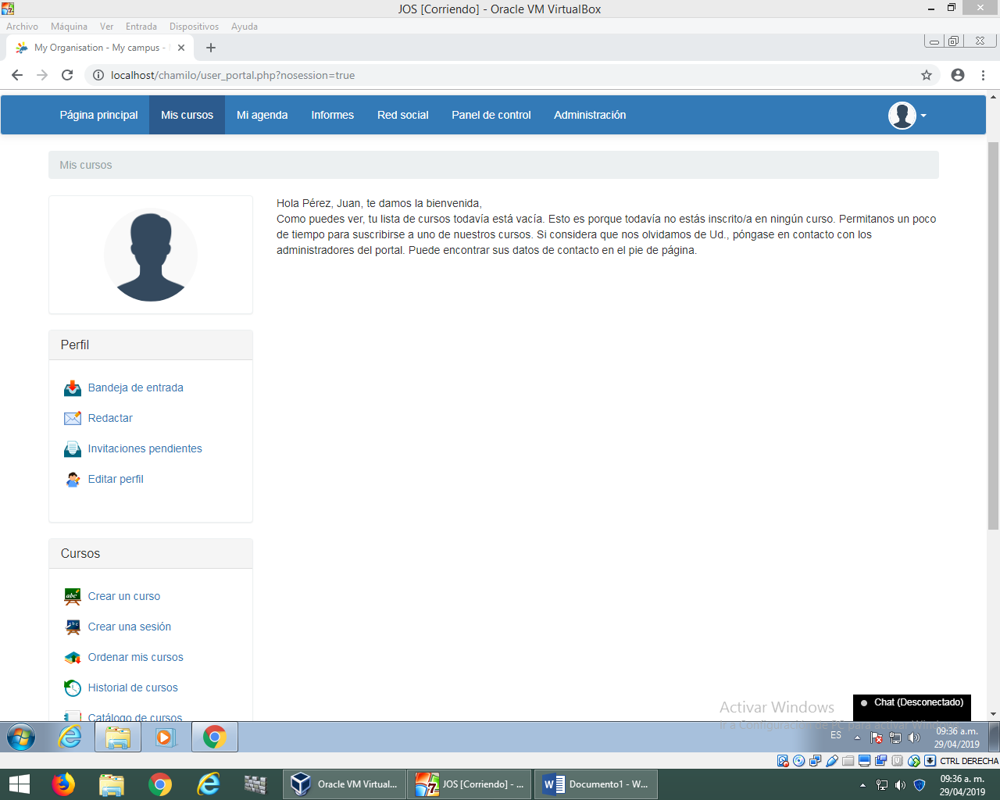 JOS [Corriendo] - Oracle VM VirtualBox
Archivo Máquina Ver Entrada Dispositivos Ayuda
My Organisation - My campus -
localhost/chamilo/user_portal.php?nosession=true
Página principal Mis cursos Mi agenda Informes Red social Panel de control Administración
Mis cursos
Hola Pérez, Juan, te damos la bienvenida,
Como puedes ver, tu lista de cursos todavía está vacía. Esto es porque todavía no estás inscrito/a en ningún curso. Permitanos un poco
de tiempo para suscribirse a uno de nuestros cursos. Si considera que nos olvidamos de Ud., póngase en contacto con los
administradores del portal. Puede encontrar sus datos de contacto en el pie de página.
Perfil
Bandeja de entrada
Redactar
Invitaciones pendientes
Editar perfil
Cursos
abc
Crear un curso
abc
Crear una sesión
Ordenar mis cursos
Historial de cursos
Catálogo de cursos
Chat (Desconectado)
Activar Windows
Ir a Configuración de PC para activar Windows
ES
09:36 a.m.
29/04/2019
CTRL DERECHA
Oracle VM Virtual...
JOS [Corriendo] - ...
Documento1 - W...
09:36 a. m.
29/04/2019